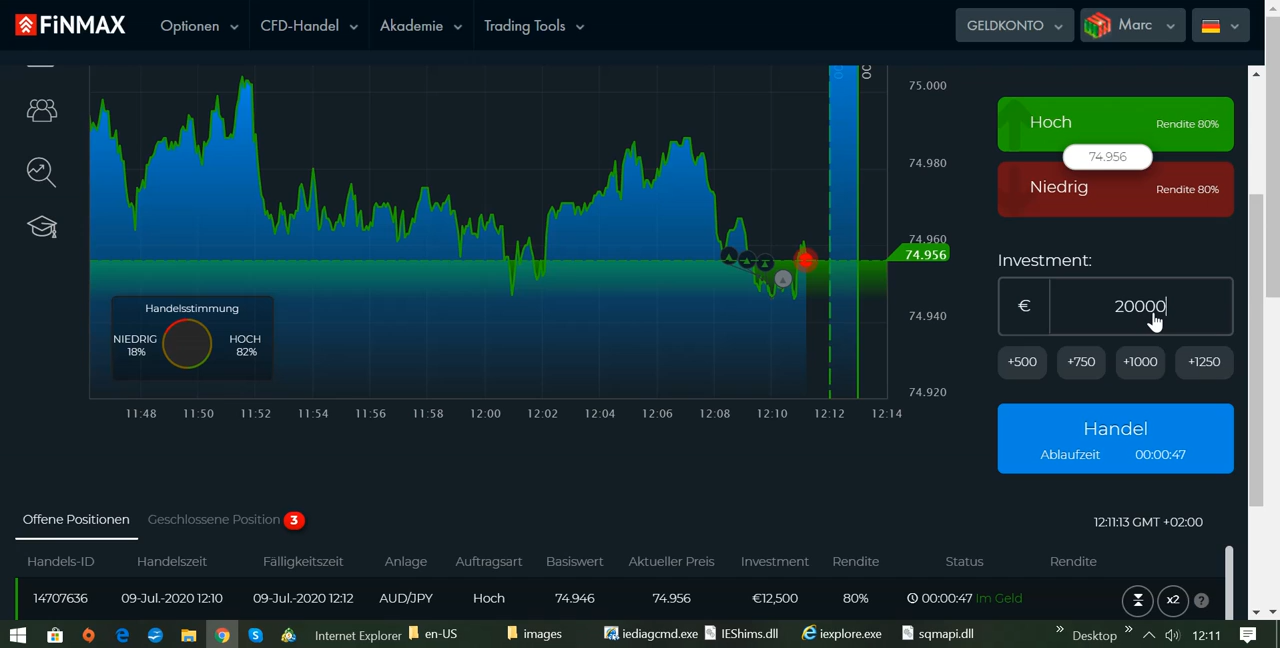 FiNMAX Optionen CFD-Handel Akademie Trading Tools GELDKONTO Marc
75.000
74.980
74.960
74.956
74.940
74.920
Handelsstimmung
NIEDRIG HOCH
18% 82%
11:48 11:50 11:52 11:54 11:56 11:58 12:00 12:02 12:04 12:06 12:08 12:10 12:12 12:14
Hoch Rendite 80%
74.956
Niedrig Rendite 80%
Investment:
€ 20000
+500 +750 +1000 +1250
Handel
Ablaufzeit 00:00:47
Offene Positionen Geschlossene Position 3
12:11:13 GMT +02:00
Handels-ID Handelszeit Fälligkeitszeit Anlage Auftragsart Basiswert Aktueller Preis Investment Rendite Status Rendite
14707636 09-Jul.-2020 12:10 09-Jul.-2020 12:12 AUD/JPY Hoch 74.946 74.956 €12,500 80% 00:00:47 Im Geld x2 ?
Internet Explorer en-US images iediagcmd.exe IEShims.dll iexplore.exe sqmapi.dll » Desktop » 12:11